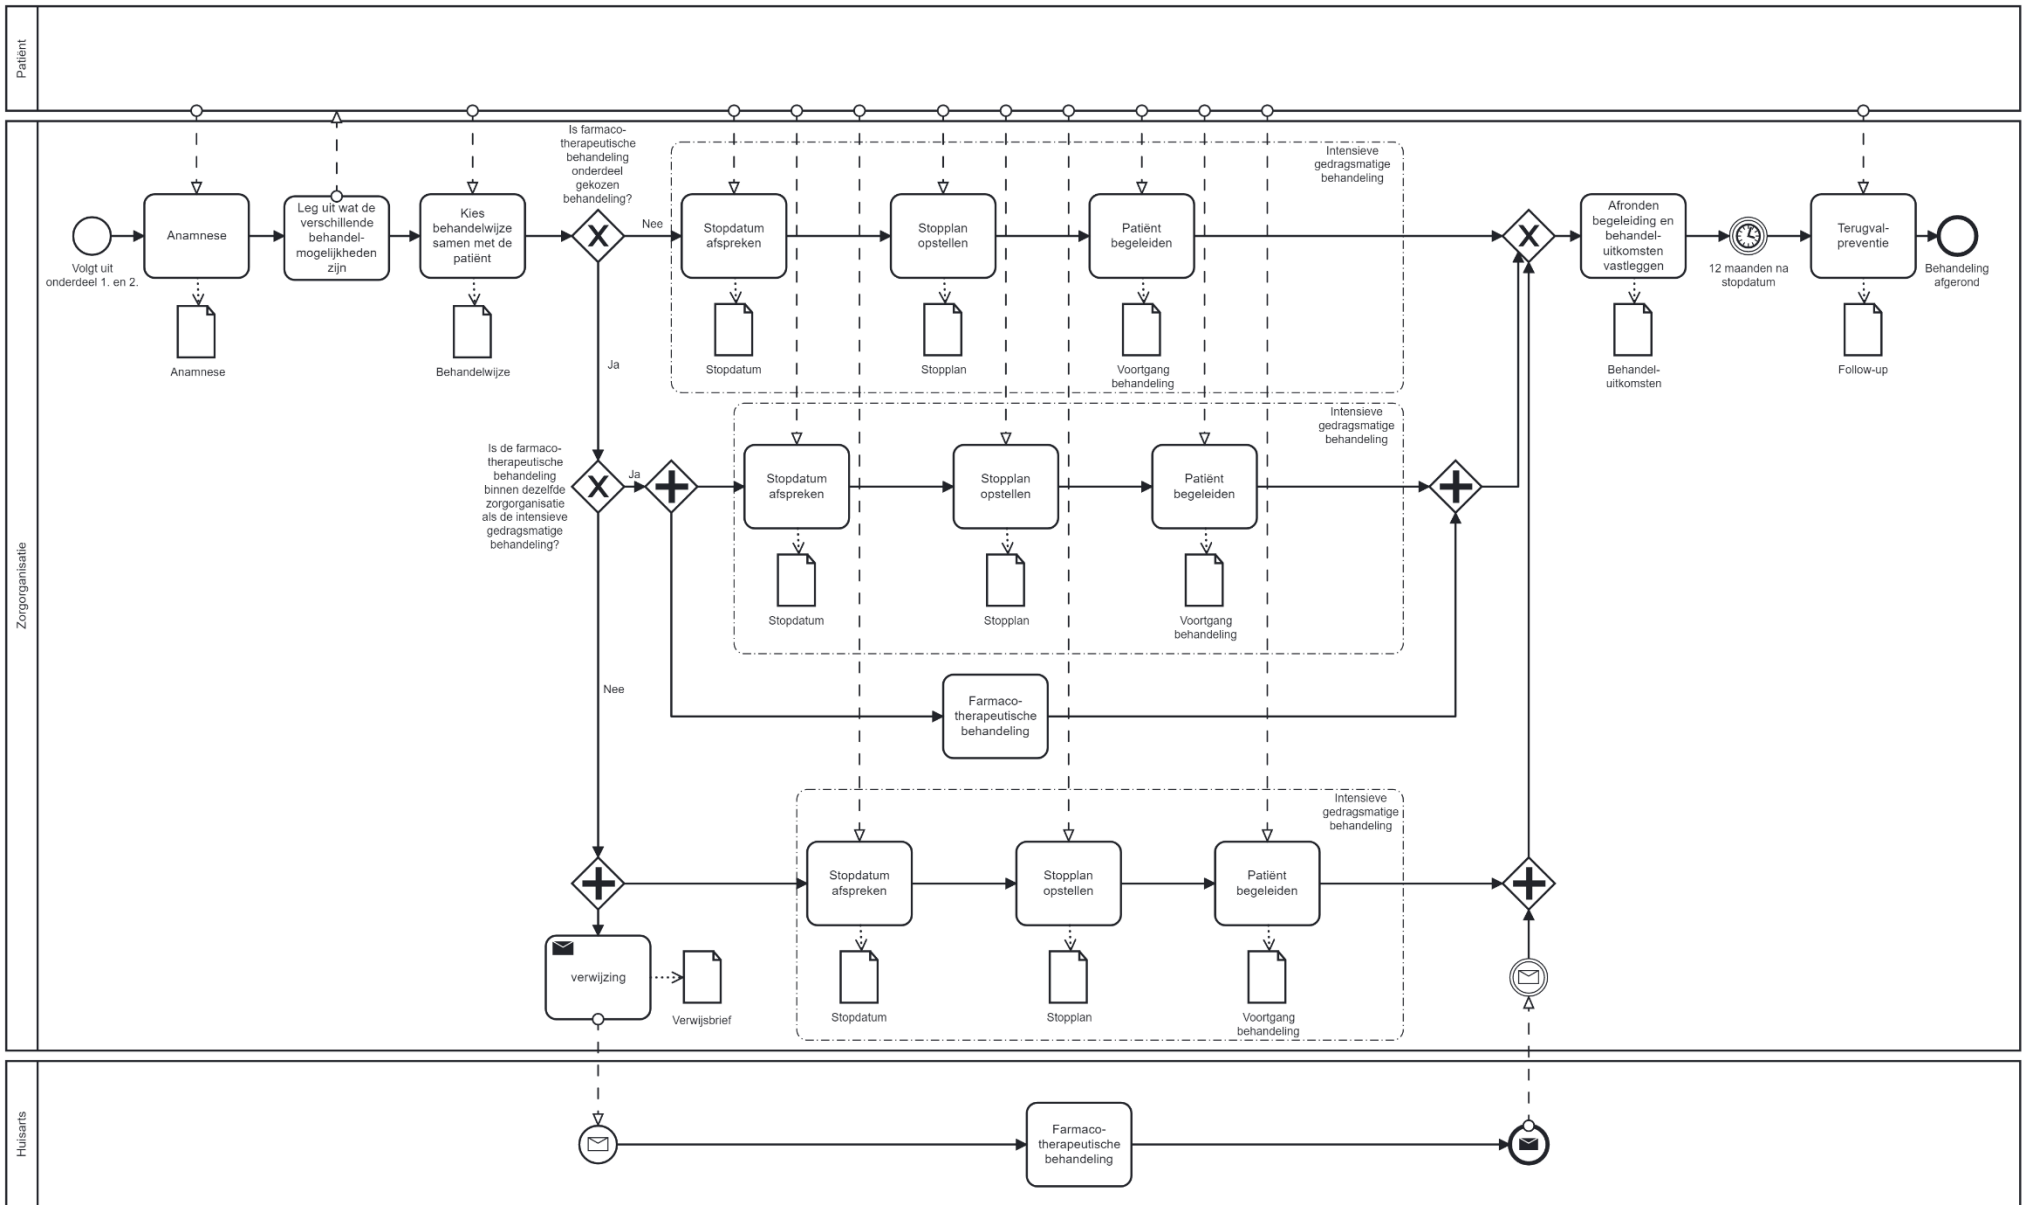 Patiënt
Zorgorganisatie
Volgt uit
onderdeel 1. en 2.
Anamnese
Anamnese
Leg uit wat de
verschillende
behandel-
mogelijkheden
zijn
Kies
behandelwijze
samen met de
patiënt
Behandelwijze
Is farmaco-
therapeutische
behandeling
onderdeel
gekozen
behandeling?
Nee
Ja
Intensieve
gedragsmatige
behandeling
Stopdatum
afspreken
Stopdatum
Stopplan
opstellen
Stopplan
Patiënt
begeleiden
Voortgang
behandeling
Afronden
begeleiding en
behandel-
uitkomsten
vastleggen
Behandel-
uitkomsten
12 maanden na
stopdatum
Terugval-
preventie
Follow-up
Behandeling
afgerond
Is de farmaco-
therapeutische
behandeling
binnen dezelfde
zorgorganisatie
als de intensieve
gedragsmatige
behandeling?
Ja
Nee
Intensieve
gedragsmatige
behandeling
Stopdatum
afspreken
Stopdatum
Stopplan
opstellen
Stopplan
Patiënt
begeleiden
Voortgang
behandeling
Farmaco-
therapeutische
behandeling
Intensieve
gedragsmatige
behandeling
Stopdatum
afspreken
Stopdatum
Stopplan
opstellen
Stopplan
Patiënt
begeleiden
Voortgang
behandeling
verwijzing
Verwijsbrief
Huisarts
Farmaco-
therapeutische
behandeling